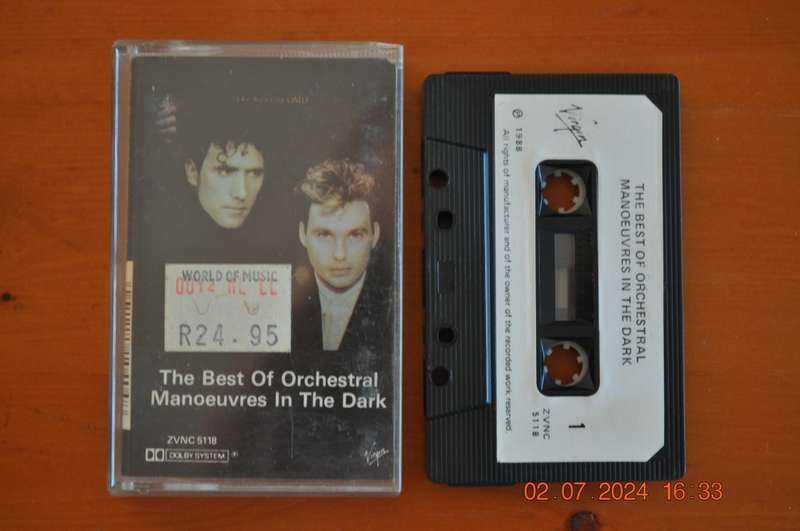 The Best Of OMD
WORLD OF MUSIC
R24.95
The Best Of Orchestral
Manoeuvres In The Dark
ZVNC 5118
DOLBY SYSTEM ®
Virgin
Virgin
℗ 1988
All rights of manufacturer and of the owner of the recorded work reserved.
THE BEST OF ORCHESTRAL
MANOEUVRES IN THE DARK
1
ZVNC
5118
02.07.2024 16:33